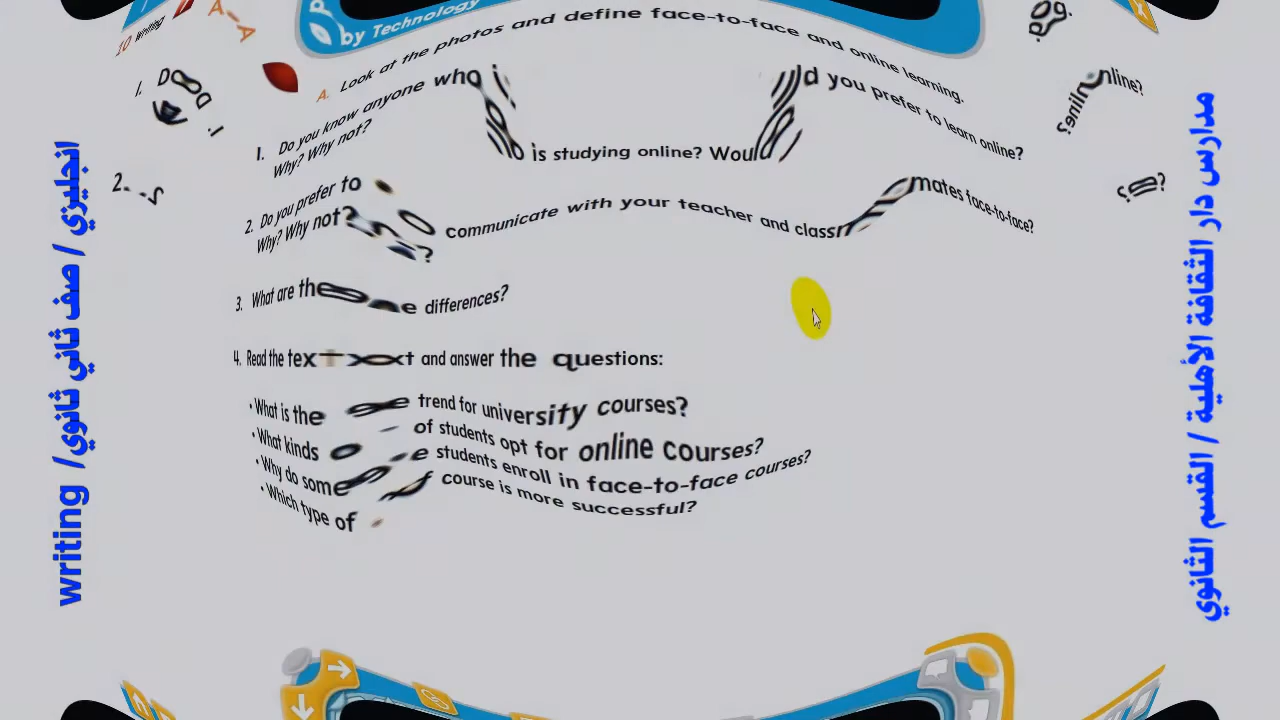 by Technology
10 Writing
A. Look at the photos and define face-to-face and online learning.
1. Do you know anyone who is studying online? Would you prefer to learn online?
Why? Why not?
2. Do you prefer to communicate with your teacher and classmates face-to-face?
Why? Why not?
3. What are the differences?
4. Read the text and answer the questions:
• What is the trend for university courses?
• What kinds of students opt for online courses?
• Why do some students enroll in face-to-face courses?
• Which type of course is more successful?
انجليزي / صف ثاني ثانوي/ writing
مدارس دار الثقافة الأهلية / القسم الثانوي